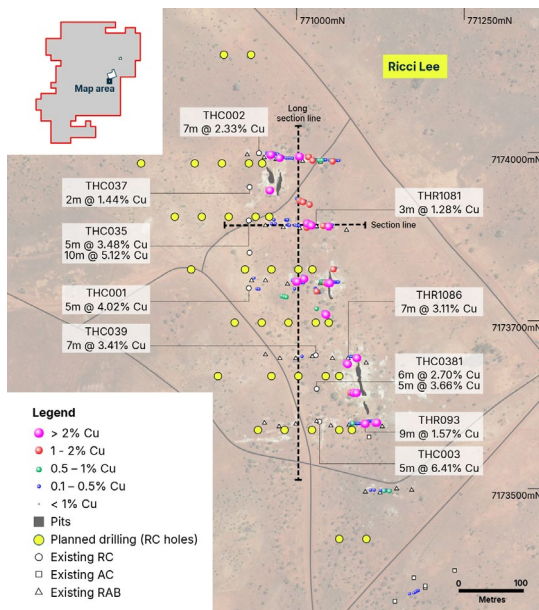 771000mN
771250mN
Ricci Lee
Map area
Long
section line
THC002
7m @ 2.33% Cu
7174000mN
THC037
2m @ 1.44% Cu
THR1081
3m @ 1.28% Cu
Section line
THC035
5m @ 3.48% Cu
10m @ 5.12% Cu
THC001
5m @ 4.02% Cu
THR1086
7m @ 3.11% Cu
7173700mN
THC039
7m @ 3.41% Cu
THC0381
6m @ 2.70% Cu
5m @ 3.66% Cu
THR093
9m @ 1.57% Cu
THC003
5m @ 6.41% Cu
7173500mN
Legend
> 2% Cu
1 - 2% Cu
0.5 – 1% Cu
0.1 – 0.5% Cu
< 1% Cu
Pits
Planned drilling (RC holes)
Existing RC
Existing AC
Existing RAB
0
100
Metres